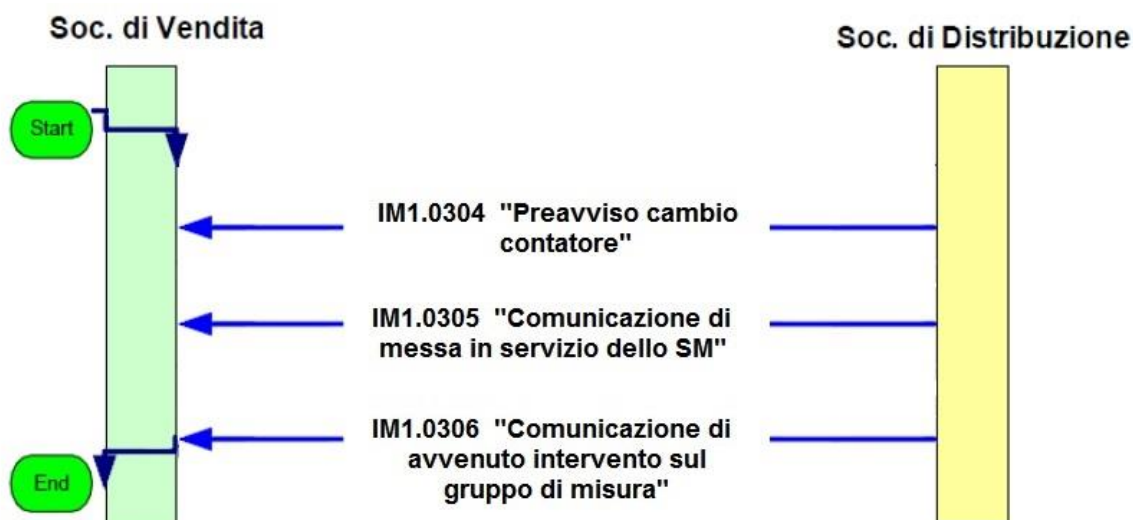 Soc. di Vendita
Soc. di Distribuzione
Start
IM1.0304 "Preavviso cambio
contatore"
IM1.0305 "Comunicazione di
messa in servizio dello SM"
IM1.0306 "Comunicazione di
avvenuto intervento sul
gruppo di misura"
End